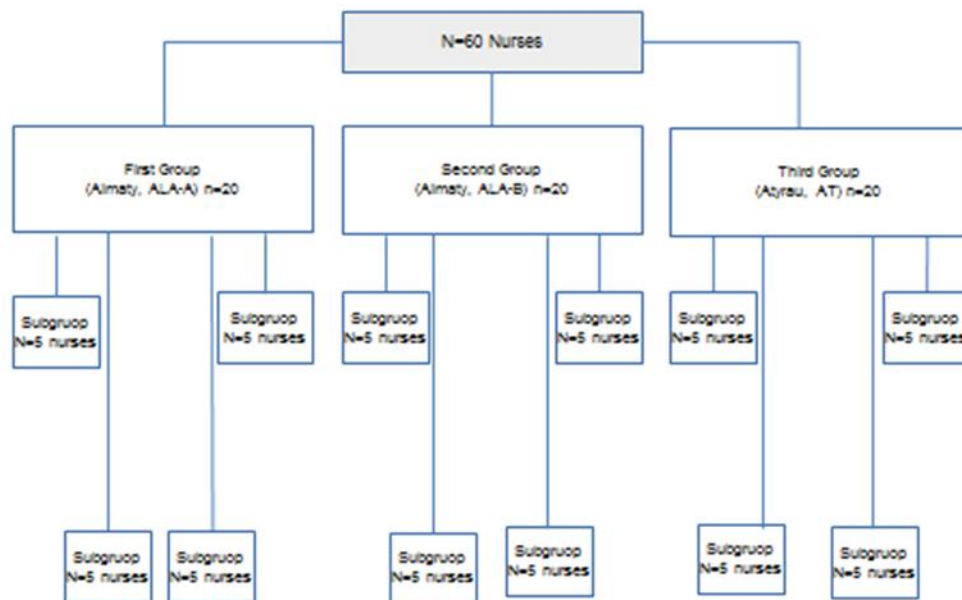 N=60 Nurses
First Group
(Almaty, ALA-A) n=20
Second Group
(Almaty, ALA-B) n=20
Third Group
(Atyrau, AT) n=20
Subgruop
N=5 nurses
Subgruop
N=5 nurses
Subgruop
N=5 nurses
Subgruop
N=5 nurses
Subgruop
N=5 nurses
Subgruop
N=5 nurses
Subgruop
N=5 nurses
Subgruop
N=5 nurses
Subgruop
N=5 nurses
Subgruop
N=5 nurses
Subgruop
N=5 nurses
Subgruop
N=5 nurses